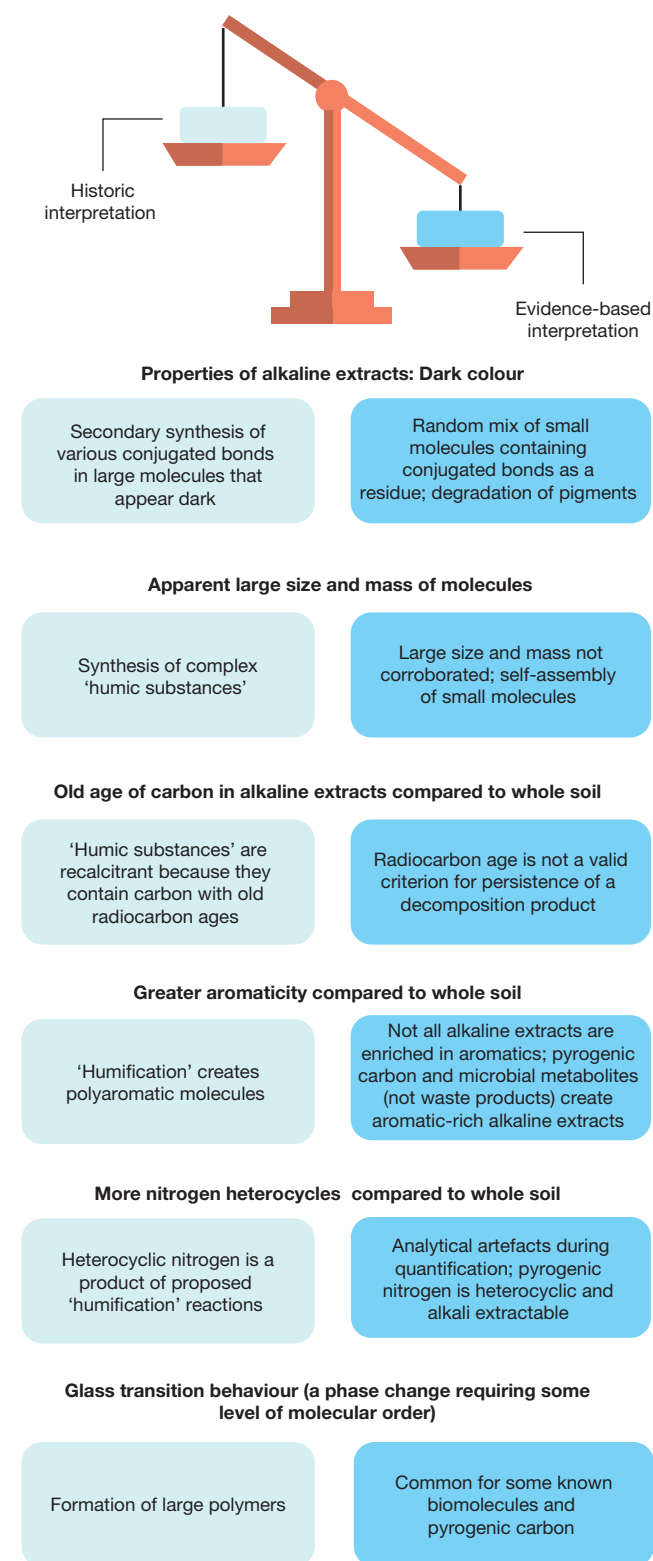 Historic
interpretation
Evidence-based
interpretation
Properties of alkaline extracts: Dark colour
Secondary synthesis of
various conjugated bonds
in large molecules that
appear dark
Random mix of small
molecules containing
conjugated bonds as a
residue; degradation of pigments
Apparent large size and mass of molecules
Synthesis of complex
‘humic substances’
Large size and mass not
corroborated; self-assembly
of small molecules
Old age of carbon in alkaline extracts compared to whole soil
‘Humic substances’ are
recalcitrant because they
contain carbon with old
radiocarbon ages
Radiocarbon age is not a valid
criterion for persistence of a
decomposition product
Greater aromaticity compared to whole soil
‘Humification’ creates
polyaromatic molecules
Not all alkaline extracts are
enriched in aromatics; pyrogenic
carbon and microbial metabolites
(not waste products) create
aromatic-rich alkaline extracts
More nitrogen heterocycles compared to whole soil
Heterocyclic nitrogen is a
product of proposed
‘humification’ reactions
Analytical artefacts during
quantification; pyrogenic
nitrogen is heterocyclic and
alkali extractable
Glass transition behaviour (a phase change requiring some
level of molecular order)
Formation of large polymers
Common for some known
biomolecules and
pyrogenic carbon